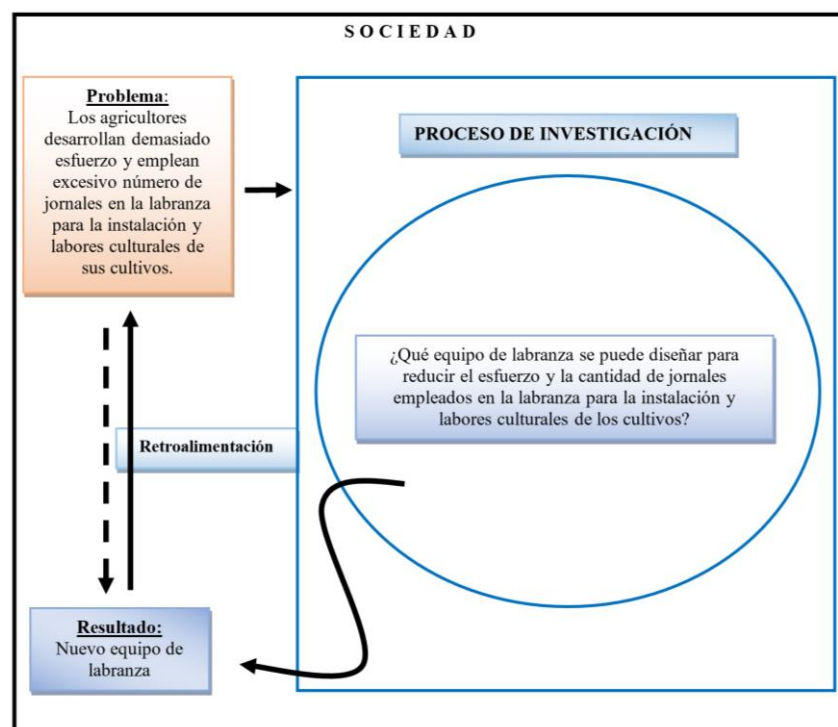 SOCIEDAD
Problema:
Los agricultores
desarrollan demasiado
esfuerzo y emplean
excesivo número de
jornales en la labranza
para la instalación y
labores culturales de
sus cultivos.
PROCESO DE INVESTIGACIÓN
¿Qué equipo de labranza se puede diseñar para
reducir el esfuerzo y la cantidad de jornales
empleados en la labranza para la instalación y
labores culturales de los cultivos?
Retroalimentación
Resultado:
Nuevo equipo de
labranza